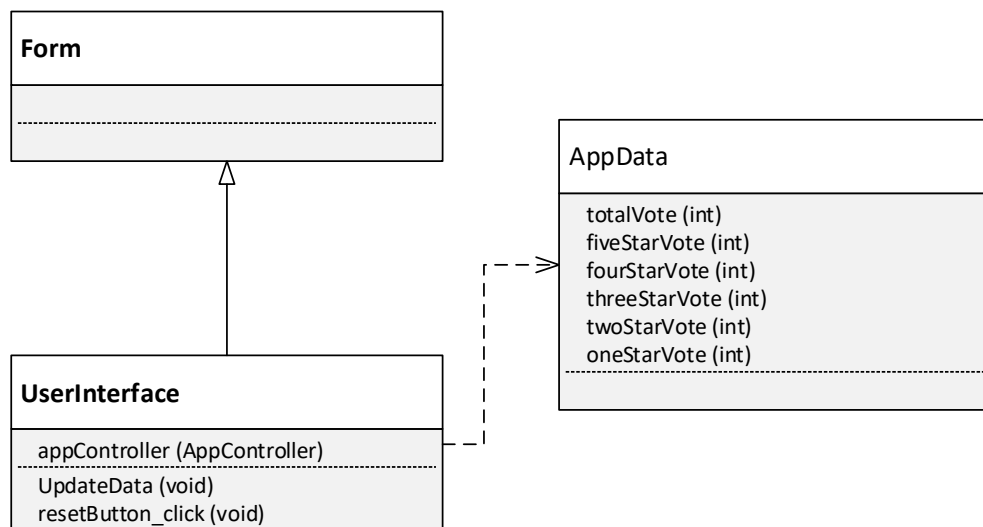 Form
AppData
totalVote (int)
fiveStarVote (int)
fourStarVote (int)
threeStarVote (int)
twoStarVote (int)
oneStarVote (int)
UserInterface
appController (AppController)
UpdateData (void)
resetButton_click (void)